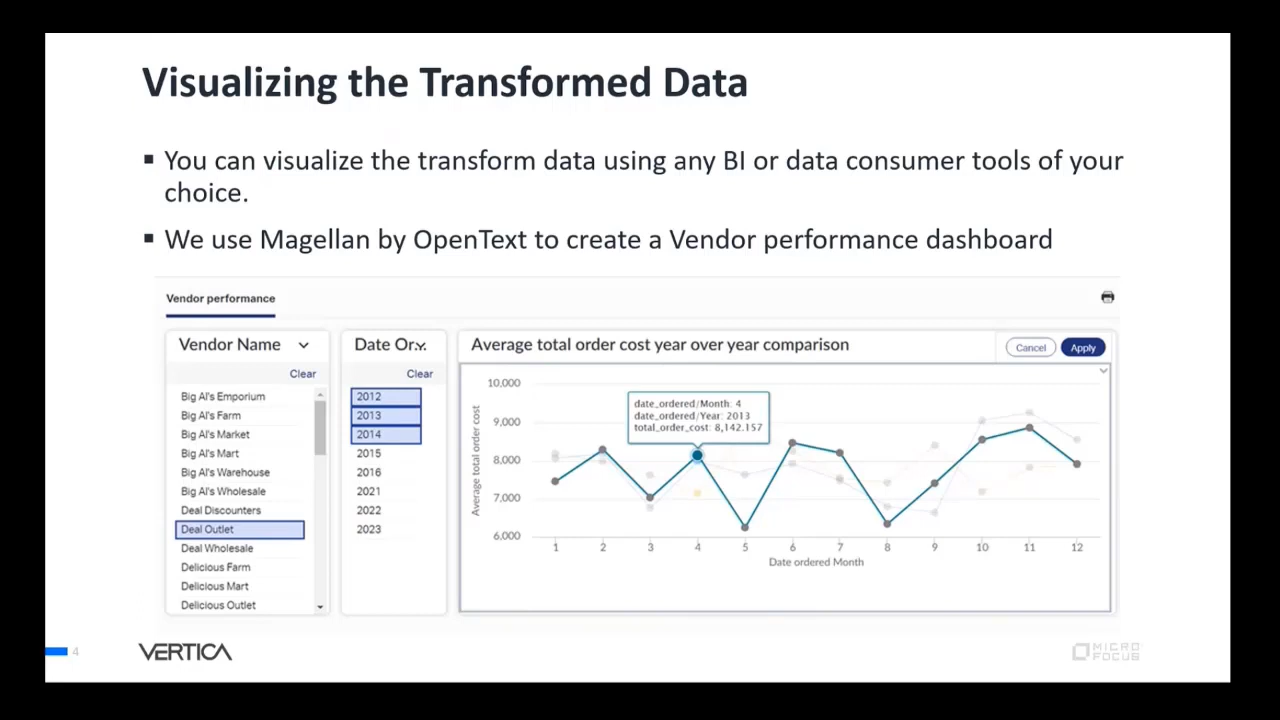 Visualizing the Transformed Data
▪ You can visualize the transform data using any BI or data consumer tools of your
choice.
▪ We use Magellan by OpenText to create a Vendor performance dashboard
Vendor performance
Vendor Name
Clear
Big Al's Emporium
Big Al's Farm
Big Al's Market
Big Al's Mart
Big Al's Warehouse
Big Al's Wholesale
Deal Discounters
Deal Outlet
Deal Wholesale
Delicious Farm
Delicious Mart
Delicious Outlet
Date Or...
Clear
2012
2013
2014
2015
2016
2021
2022
2023
Average total order cost year over year comparison
Cancel
Apply
Average total order cost
10,000
9,000
8,000
7,000
6,000
date_ordered/Month: 4
date_ordered/Year: 2013
total_order_cost: 8,142.157
1 2 3 4 5 6 7 8 9 10 11 12
Date ordered Month
4
VERTICA
MICRO
FOCUS